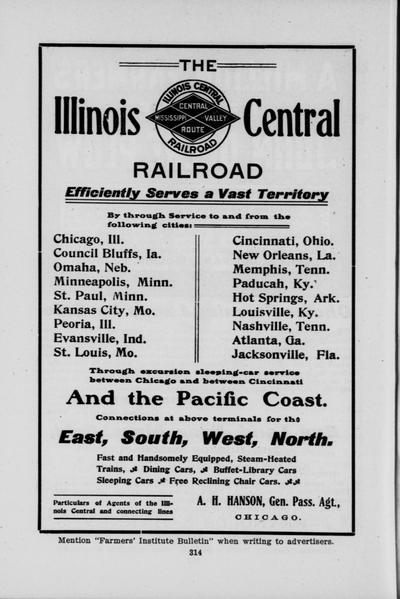 THE
Illinois Central
ILLINOIS CENTRAL
CENTRAL
MISSISSIPPI VALLEY
ROUTE
RAILROAD
RAILROAD
Efficiently Serves a Vast Territory
By through Service to and from the
following cities:
Chicago, Ill.
Council Bluffs, Ia.
Omaha, Neb.
Minneapolis, Minn.
St. Paul, Minn.
Kansas City, Mo.
Peoria, Ill.
Evansville, Ind.
St. Louis, Mo.
Cincinnati, Ohio.
New Orleans, La.
Memphis, Tenn.
Paducah, Ky.
Hot Springs, Ark.
Louisville, Ky.
Nashville, Tenn.
Atlanta, Ga.
Jacksonville, Fla.
Through excursion sleeping-car service
between Chicago and between Cincinnati
And the Pacific Coast.
Connections at above terminals for the
East, South, West, North.
Fast and Handsomely Equipped, Steam-Heated
Trains, Dining Cars, Buffet-Library Cars
Sleeping Cars Free Reclining Chair Cars.
Particulars of Agents of the Illi-
nois Central and connecting lines
A. H. HANSON, Gen. Pass. Agt.,
CHICAGO.
Mention "Farmers' Institute Bulletin" when writing to advertisers.
314